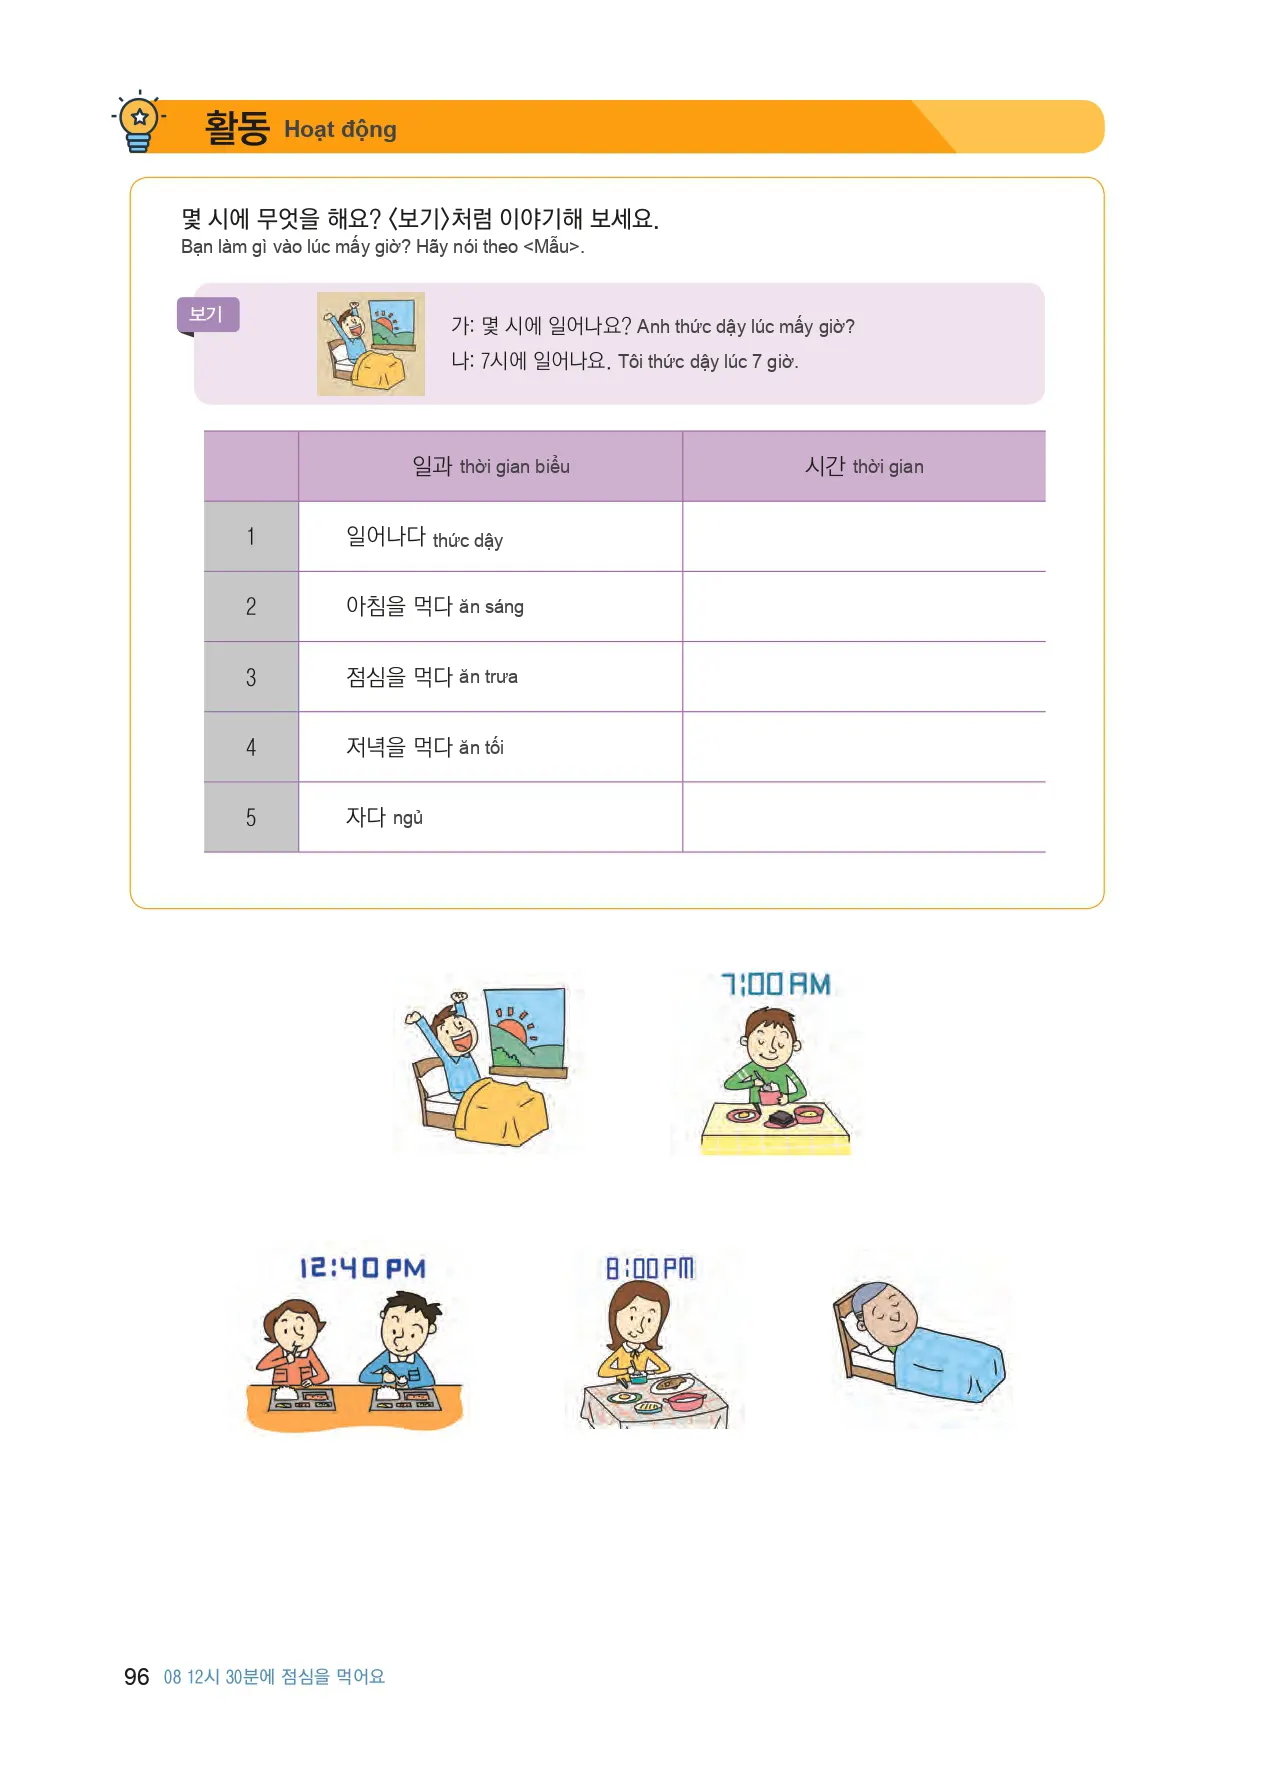 활동 Hoạt động
몇 시에 무엇을 해요? 〈보기〉처럼 이야기해 보세요.
Bạn làm gì vào lúc mấy giờ? Hãy nói theo <Mẫu>.
보기
가: 몇 시에 일어나요? Anh thức dậy lúc mấy giờ?
나: 7시에 일어나요. Tôi thức dậy lúc 7 giờ.
일과 thời gian biểu 시간 thời gian
1 일어나다 thức dậy
2 아침을 먹다 ăn sáng
3 점심을 먹다 ăn trưa
4 저녁을 먹다 ăn tối
5 자다 ngủ
7:00 AM
12:40 PM
8:00 PM
96 08 12시 30분에 점심을 먹어요